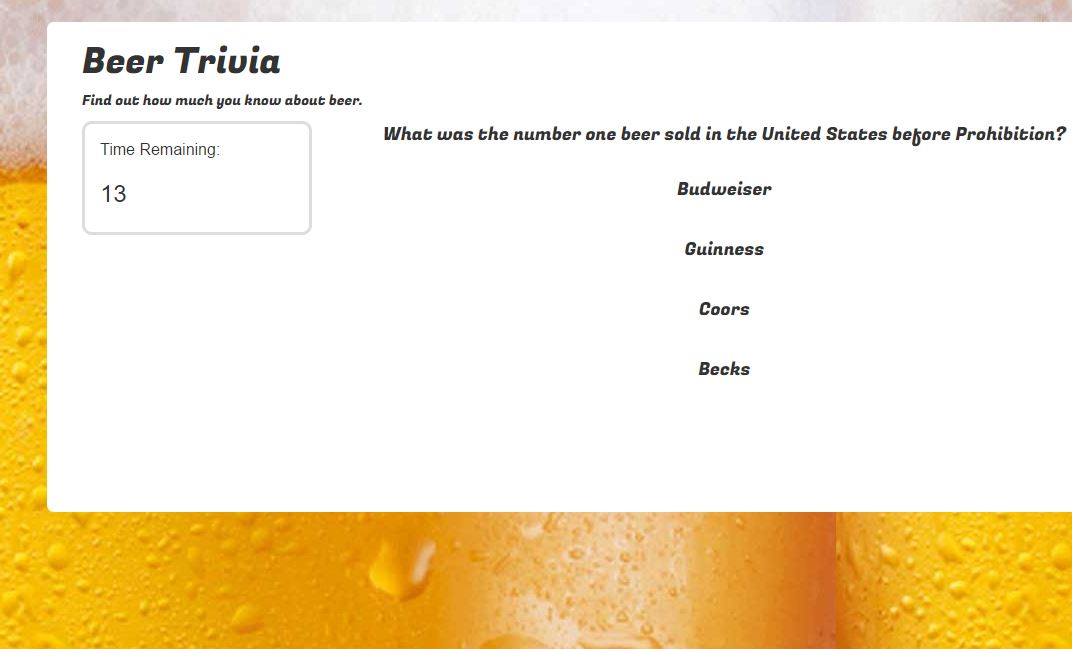 Beer Trivia
Find out how much you know about beer.
Time Remaining:
13
What was the number one beer sold in the United States before Prohibition?
Budweiser
Guinness
Coors
Becks